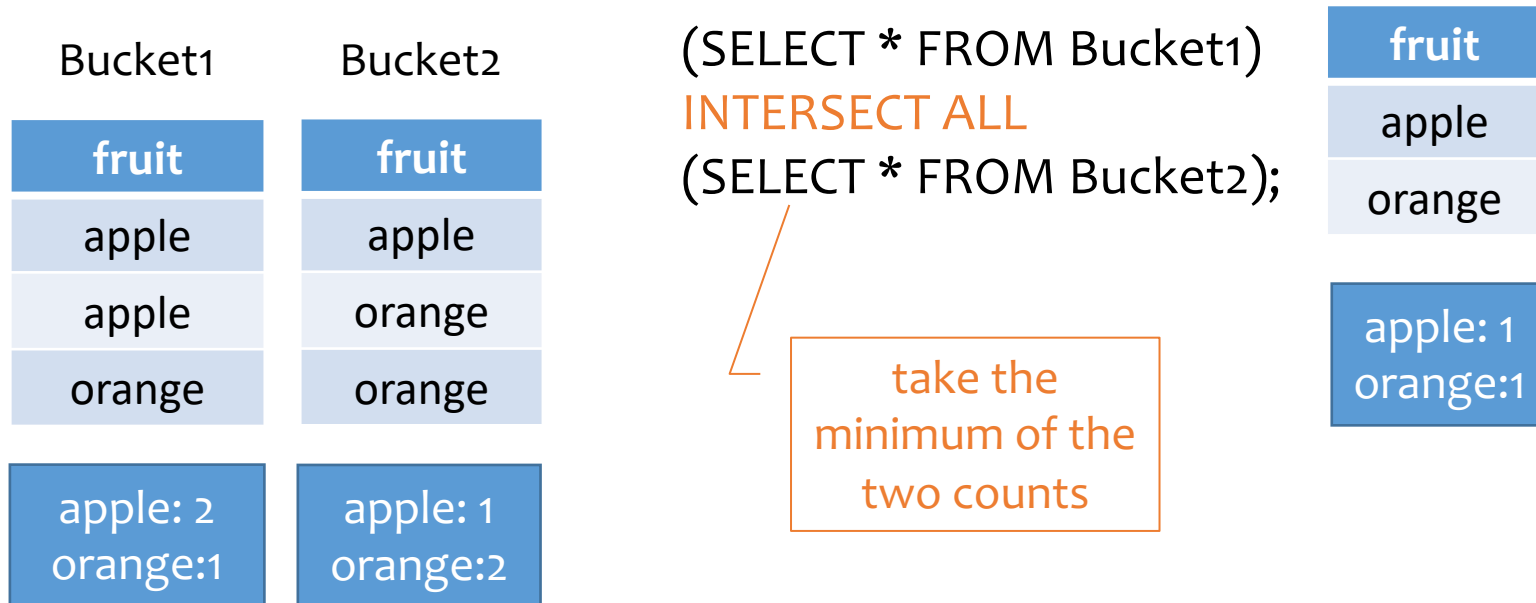 Bucket1
fruit
apple
apple
orange
apple: 2
orange:1
Bucket2
fruit
apple
orange
orange
apple: 1
orange:2
(SELECT * FROM Bucket1)
INTERSECT ALL
(SELECT * FROM Bucket2);
take the
minimum of the
two counts
fruit
apple
orange
apple: 1
orange:1